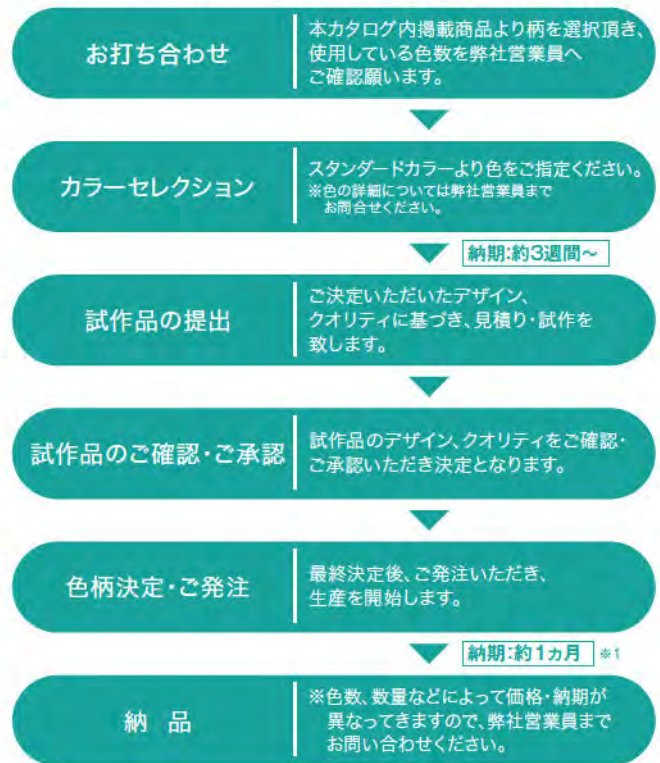 お打ち合わせ
本カタログ内掲載商品より柄を選択頂き、
使用している色数を弊社営業員へ
ご確認願います。
カラーセレクション
スタンダードカラーより色をご指定ください。
※色の詳細については弊社営業員まで
お問合せください。
納期:約3週間～
試作品の提出
ご決定いただいたデザイン、
クオリティに基づき、見積り・試作を
致します。
試作品のご確認・ご承認
試作品のデザイン、クオリティをご確認・
ご承認いただき決定となります。
色柄決定・ご発注
最終決定後、ご発注いただき、
生産を開始します。
納期:約1カ月 ※1
納 品
※色数、数量などによって価格・納期が
異なってきますので、弊社営業員まで
お問い合わせください。